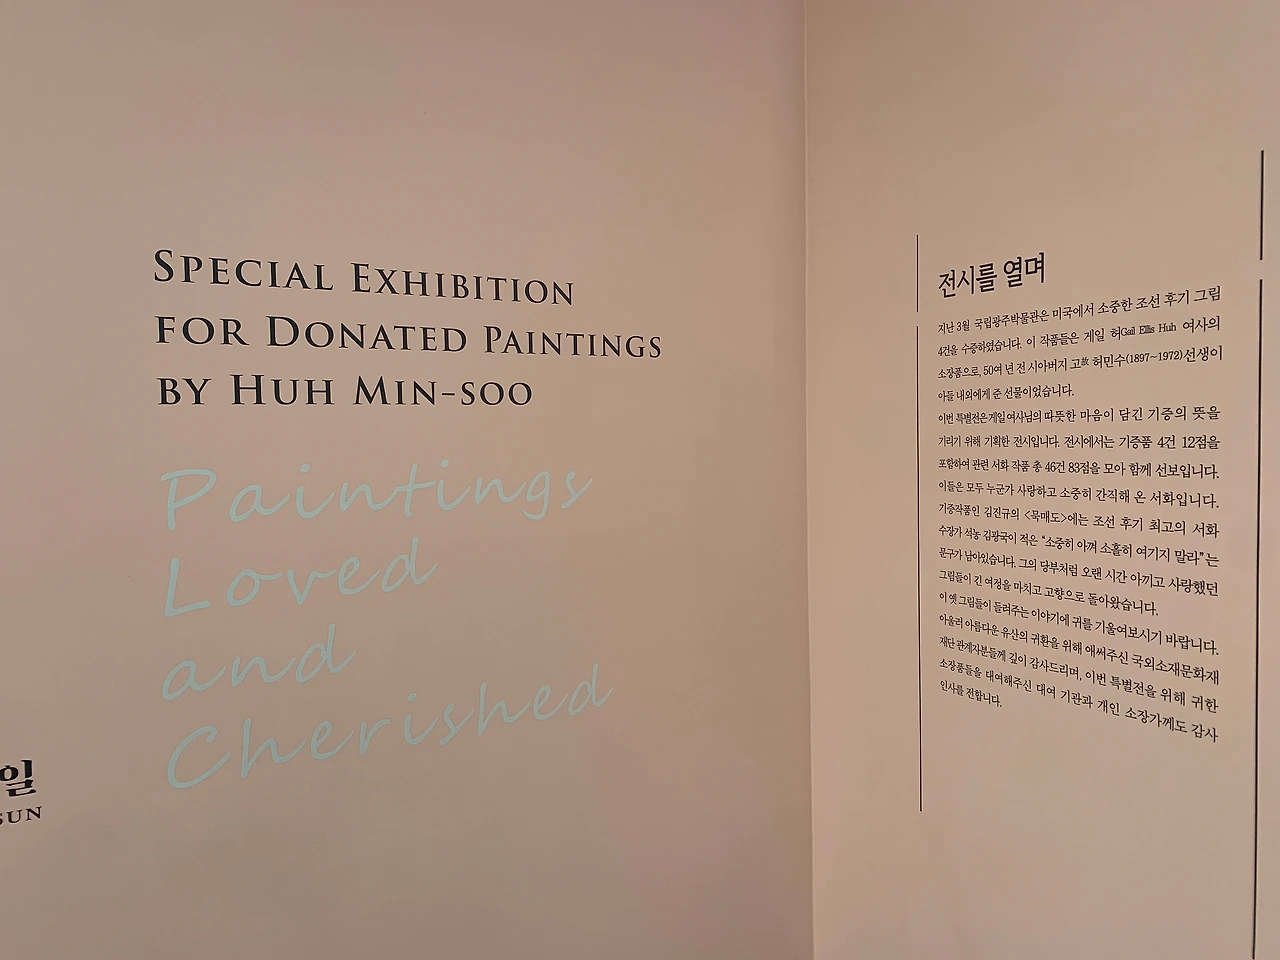 SPECIAL EXHIBITION
FOR DONATED PAINTINGS
BY HUH MIN-SOO
Paintings
Loved
and
Cherished
일
SUN
전시를 열며
지난 3월 국립광주박물관은 미국에서 소중한 조선 후기 그림
4건을 수증하였습니다. 이 작품들은 게일 허Gail Ellis Huh 여사의
소장품으로, 50여 년 전 시아버지 고故 허민수(1897~1972)선생이
아들 내외에게 준 선물이었습니다.
이번 특별전은 게일 여사님의 따뜻한 마음이 담긴 기증의 뜻을
기리기 위해 기획한 전시입니다. 전시에서는 기증품 4건 12점을
포함하여 관련 서화 작품 총 46건 83점을 모아 함께 선보입니다.
이들은 모두 누군가 사랑하고 소중히 간직해 온 서화입니다.
기증작품인 김진규의 <묵매도>에는 조선 후기 최고의 서화
수장가 석농 김광국이 적은 “소중히 아껴 소홀히 여기지 말라”는
문구가 남아있습니다. 그의 당부처럼 오랜 시간 아끼고 사랑했던
그림들이 긴 여정을 마치고 고향으로 돌아왔습니다.
이 옛 그림들이 들려주는 이야기에 귀를 기울여보시기 바랍니다.
아울러 아름다운 유산의 귀환을 위해 애써주신 국외소재문화재
재단 관계자분들께 깊이 감사드리며, 이번 특별전을 위해 귀한
소장품들을 대여해주신 대여 기관과 개인 소장가께도 감사
인사를 전합니다.